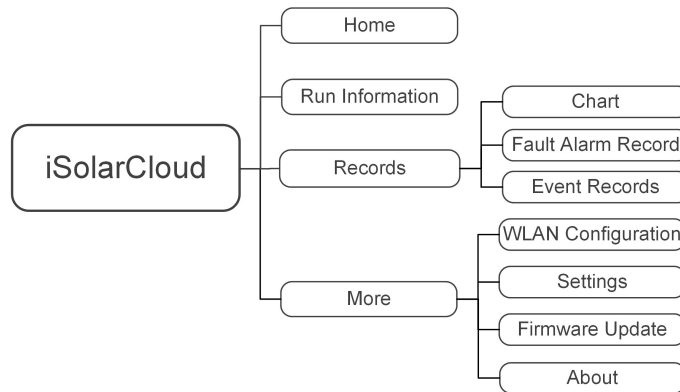 iSolarCloud
Home
Run Information
Records
Chart
Fault Alarm Record
Event Records
More
WLAN Configuration
Settings
Firmware Update
About